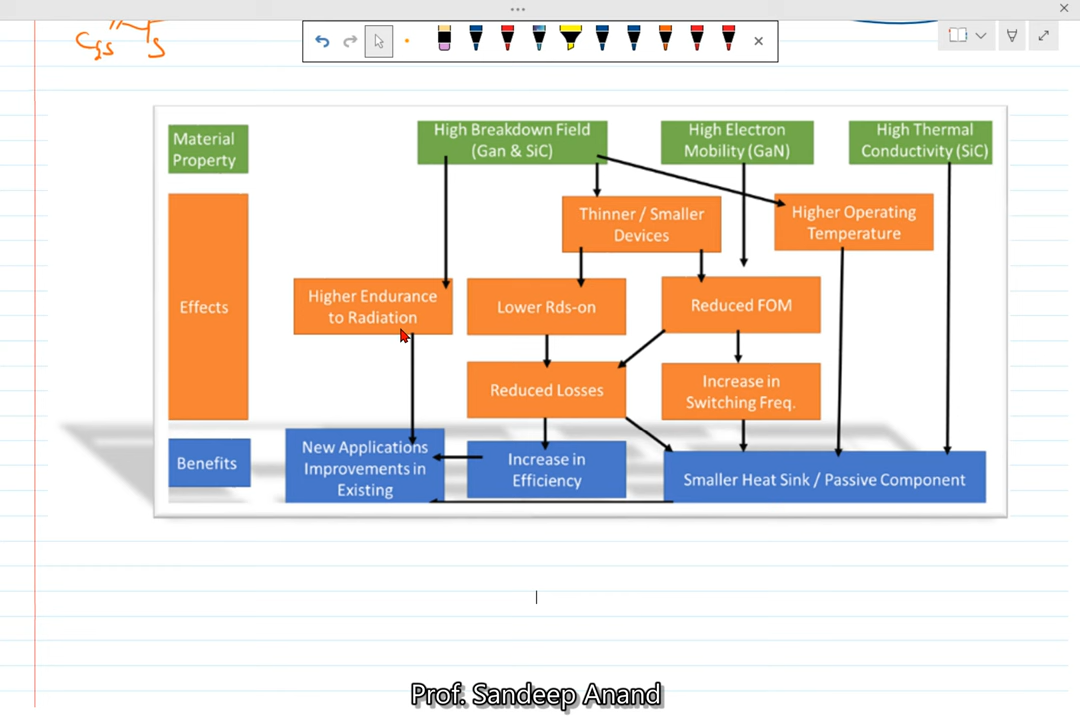 Css
S
Material
Property
High Breakdown Field
(Gan & SiC)
High Electron
Mobility (GaN)
High Thermal
Conductivity (SiC)
Effects
Thinner / Smaller
Devices
Higher Operating
Temperature
Higher Endurance
to Radiation
Lower Rds-on
Reduced FOM
Reduced Losses
Increase in
Switching Freq.
Benefits
New Applications
Improvements in
Existing
Increase in
Efficiency
Smaller Heat Sink / Passive Component
Prof. Sandeep Anand